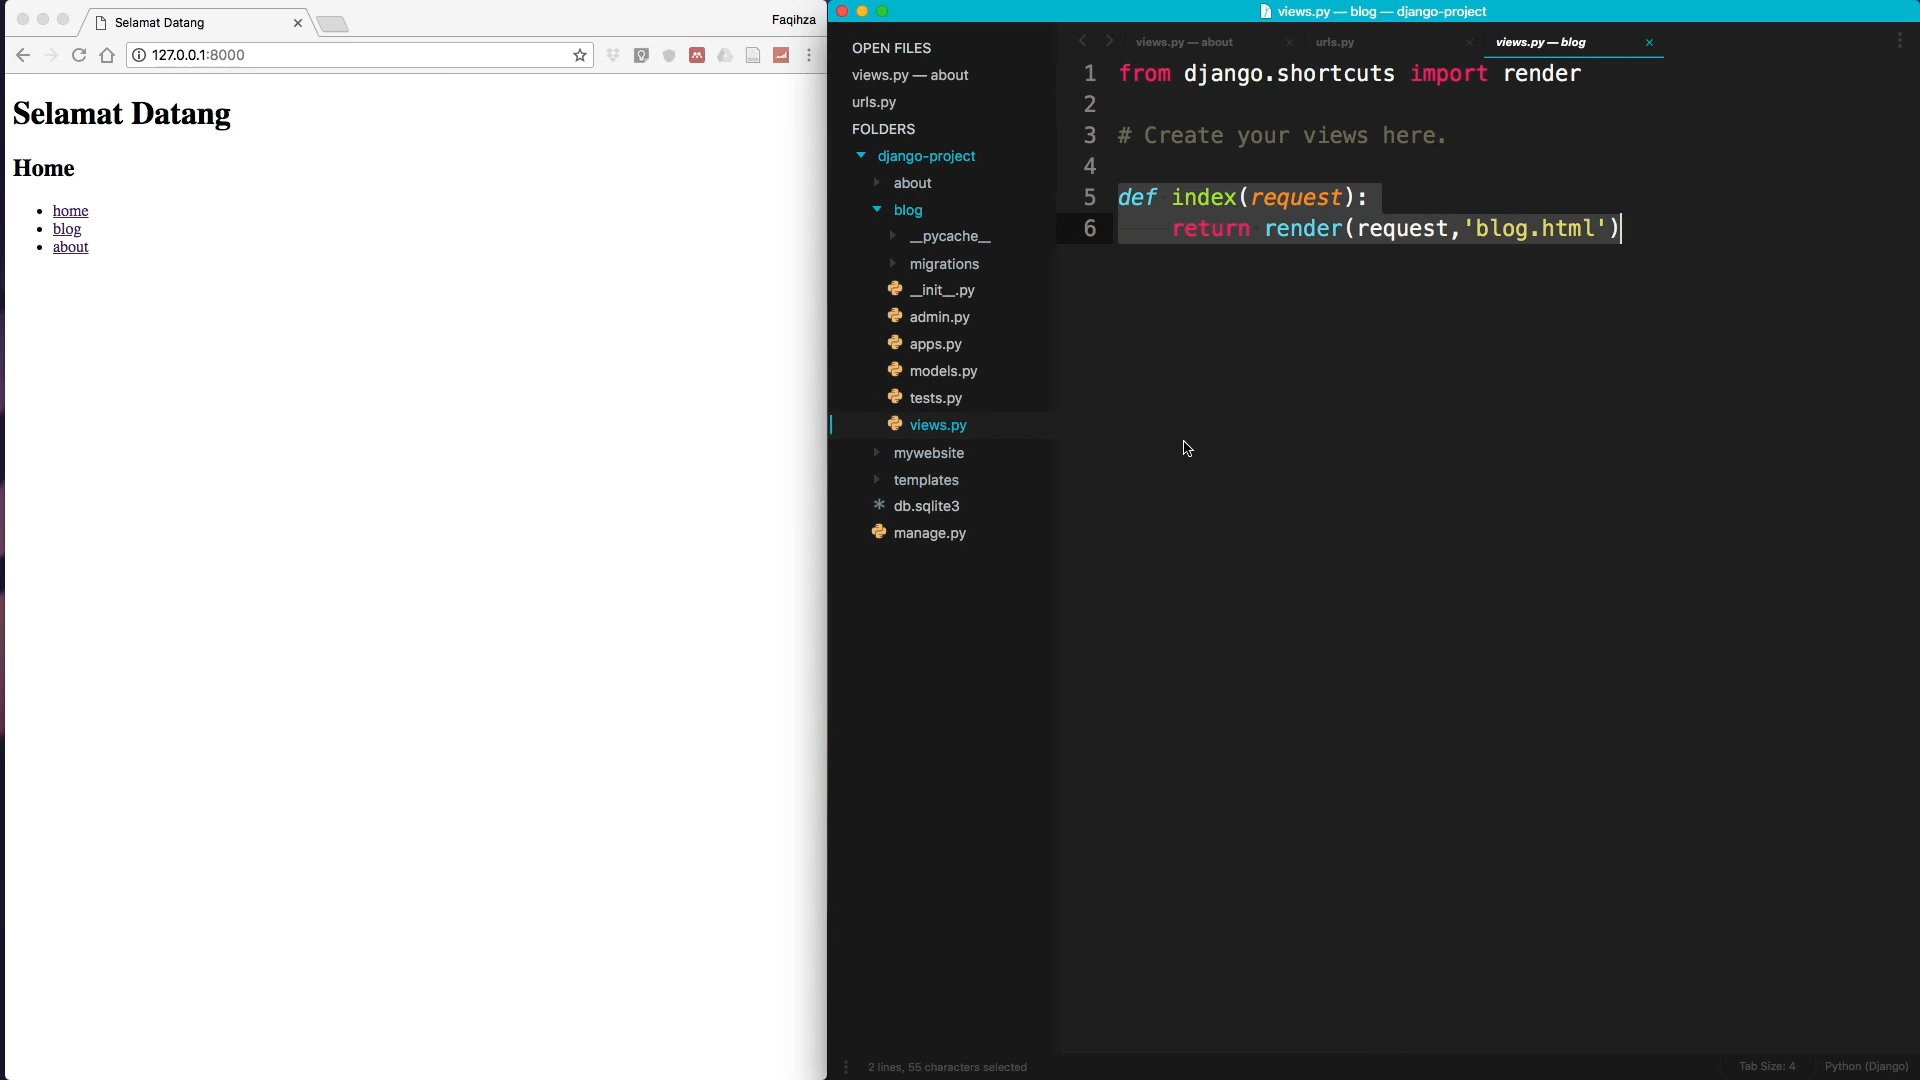 Selamat Datang
Faqihza
127.0.0.1:8000
Selamat Datang
Home
home
blog
about
views.py — blog — django-project
OPEN FILES
views.py — about
urls.py
FOLDERS
django-project
about
blog
__pycache__
migrations
__init__.py
admin.py
apps.py
models.py
tests.py
views.py
mywebsite
templates
db.sqlite3
manage.py
views.py — about
urls.py
views.py — blog
1 from django.shortcuts import render
2
3 # Create your views here.
4
5 def index(request):
6 return render(request,'blog.html')
2 lines, 55 characters selected
Tab Size: 4
Python (Django)